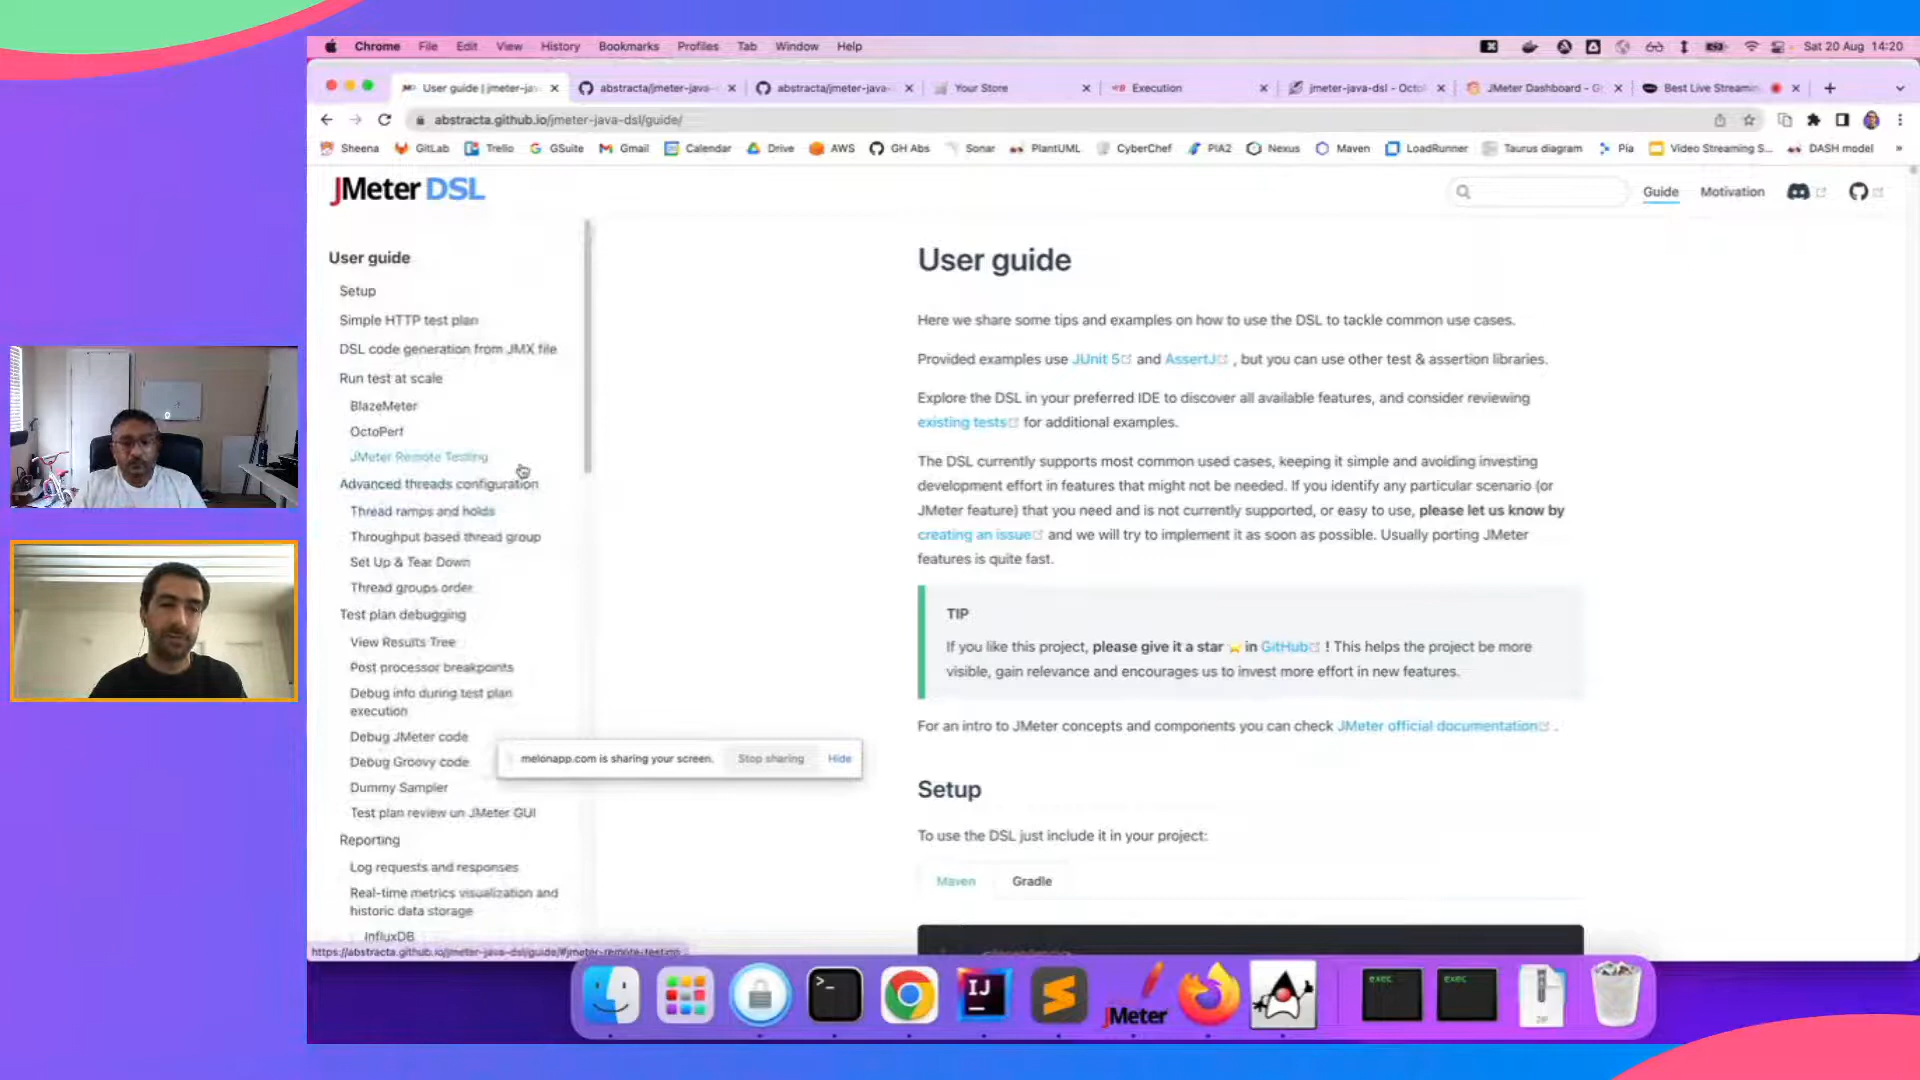 Chrome File Edit View History Bookmarks Profiles Tab Window Help Sat 20 Aug 14:20
User guide | jmeter-ja abstracta/jmeter-java- abstracta/jmeter-java- Your Store Execution jmeter-java-dsl - Octo JMeter Dashboard - G Best Live Streamin
abstracta.github.io/jmeter-java-dsl/guide/
Sheena GitLab Trello GSuite Gmail Calendar Drive AWS GH Abs Sonar PlantUML CyberChef PIA2 Nexus Maven LoadRunner Taurus diagram Pia Video Streaming S... DASH model »
JMeter DSL
Guide Motivation
User guide
Setup
Simple HTTP test plan
DSL code generation from JMX file
Run test at scale
BlazeMeter
OctoPerf
JMeter Remote Testing
Advanced threads configuration
Thread ramps and holds
Throughput based thread group
Set Up & Tear Down
Thread groups order
Test plan debugging
View Results Tree
Post processor breakpoints
Debug info during test plan
execution
Debug JMeter code
Debug Groovy code
Dummy Sampler
Test plan review un JMeter GUI
Reporting
Log requests and responses
Real-time metrics visualization and
historic data storage
InfluxDB
https://abstracta.github.io/jmeter-java-dsl/guide/#jmeter-remote-testing
User guide
Here we share some tips and examples on how to use the DSL to tackle common use cases.
Provided examples use JUnit 5 and AssertJ , but you can use other test & assertion libraries.
Explore the DSL in your preferred IDE to discover all available features, and consider reviewing
existing tests for additional examples.
The DSL currently supports most common used cases, keeping it simple and avoiding investing
development effort in features that might not be needed. If you identify any particular scenario (or
JMeter feature) that you need and is not currently supported, or easy to use, please let us know by
creating an issue and we will try to implement it as soon as possible. Usually porting JMeter
features is quite fast.
TIP
If you like this project, please give it a star ⭐ in GitHub ! This helps the project be more
visible, gain relevance and encourages us to invest more effort in new features.
For an intro to JMeter concepts and components you can check JMeter official documentation .
Setup
To use the DSL just include it in your project:
Maven Gradle
melonapp.com is sharing your screen. Stop sharing Hide
>_ IJ JMeter exec exec ZIP